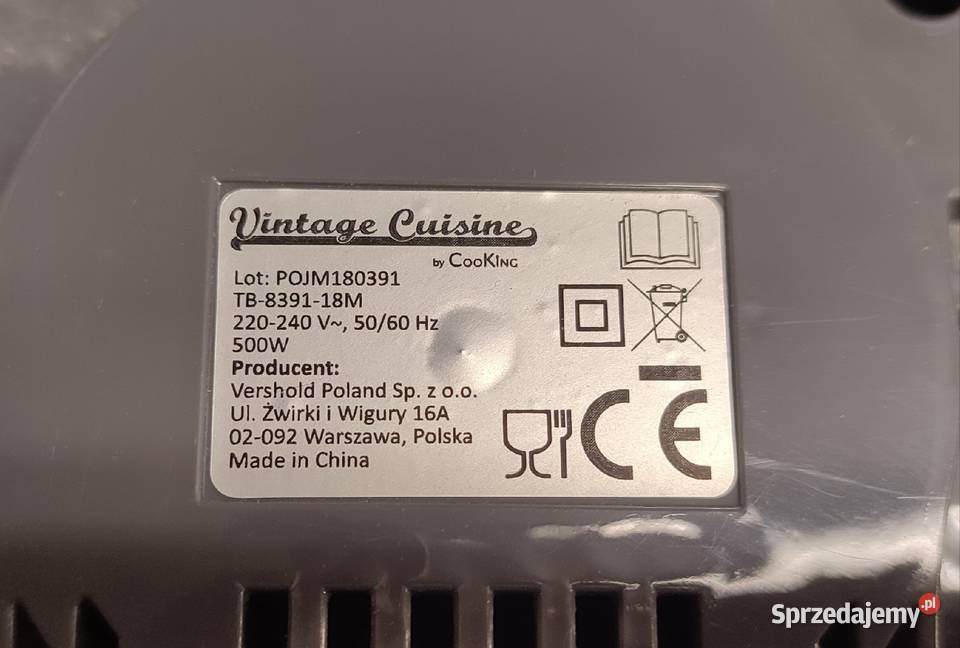 Vintage Cuisine
by CooKING
Lot: POJM180391
TB-8391-18M
220-240 V~, 50/60 Hz
500W
Producent:
Vershold Poland Sp. z o.o.
Ul. Żwirki i Wigury 16A
02-092 Warszawa, Polska
Made in China
CE
Sprzedajemy.pl